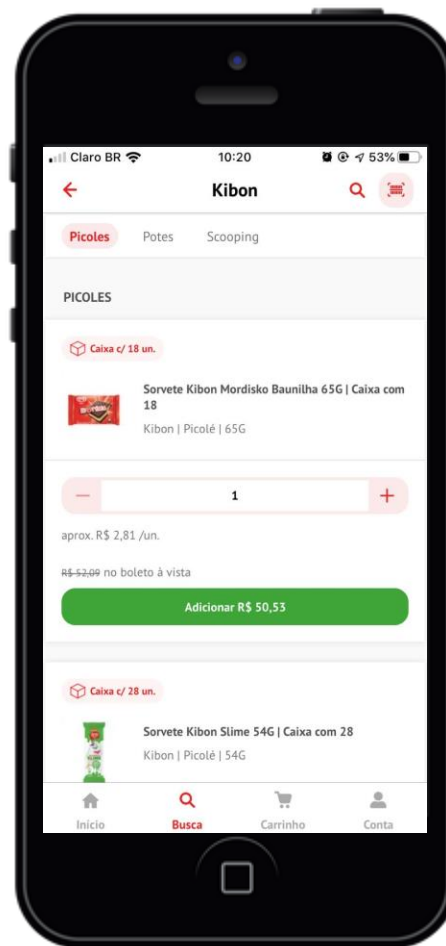 Claro BR 10:20 53%
Kibon
Picoles Potes Scooping
PICOLES
Caixa c/ 18 un.
Sorvete Kibon Mordisko Baunilha 65G | Caixa com
18
Kibon | Picolé | 65G
1
aprox. R$ 2,81 /un.
R$ 52,09 no boleto à vista
Adicionar R$ 50,53
Caixa c/ 28 un.
Sorvete Kibon Slime 54G | Caixa com 28
Kibon | Picolé | 54G
Início Busca Carrinho Conta